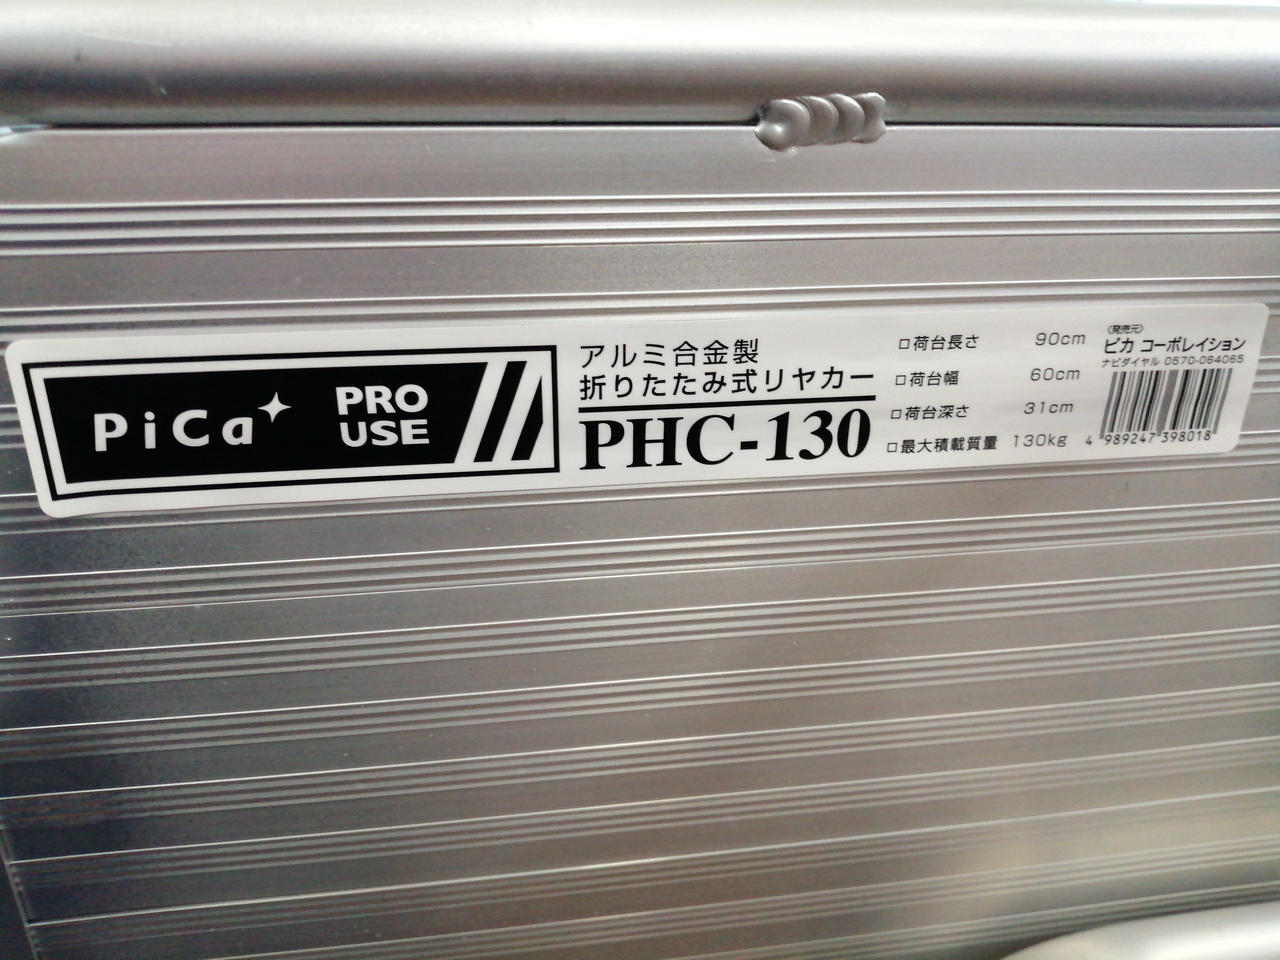 PiCa
PRO
USE
アルミ合金製
折りたたみ式リヤカー
PHC-130
□荷台長さ 90cm
□荷台幅 60cm
□荷台深さ 31cm
□最大積載質量 130kg
〈発売元〉
ピカ コーポレイション
ナビダイヤル 0570-064065
4 989247 398018